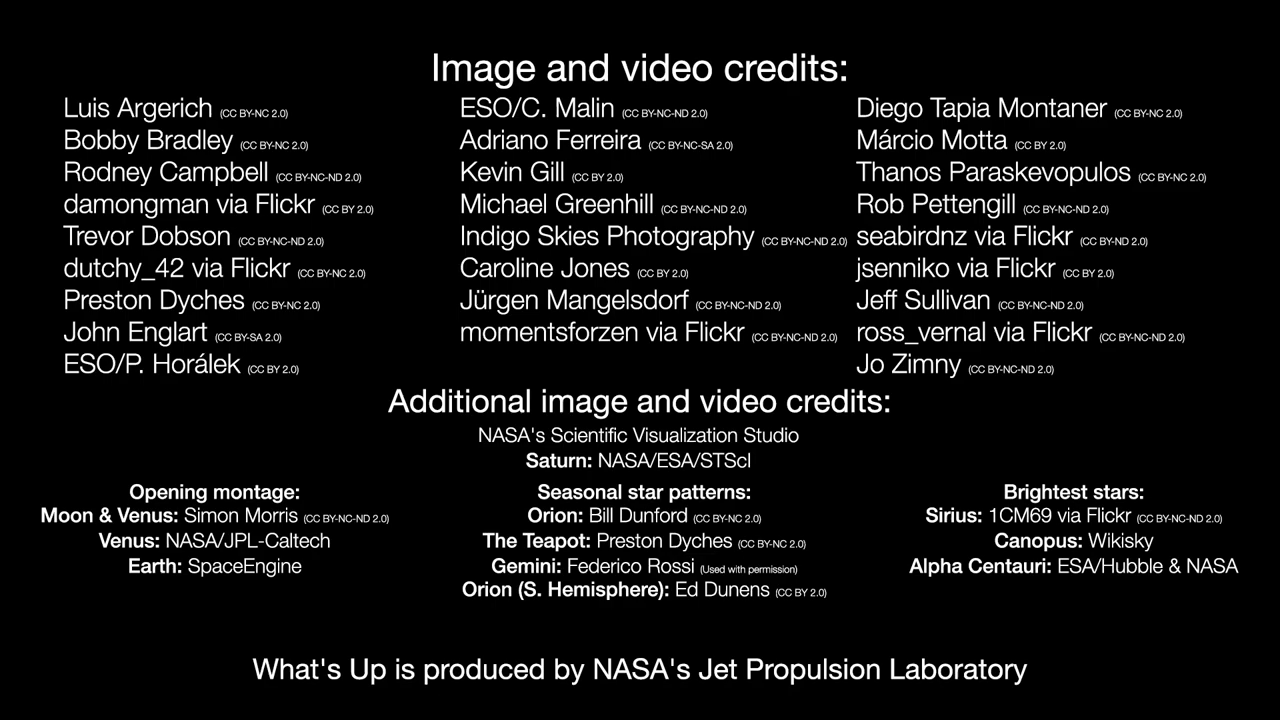 Image and video credits:
Luis Argerich (CC BY-NC 2.0)
Bobby Bradley (CC BY-NC 2.0)
Rodney Campbell (CC BY-NC-ND 2.0)
damongman via Flickr (CC BY 2.0)
Trevor Dobson (CC BY-NC-ND 2.0)
dutchy_42 via Flickr (CC BY-NC 2.0)
Preston Dyches (CC BY-NC 2.0)
John Englart (CC BY-SA 2.0)
ESO/P. Horálek (CC BY 2.0)
ESO/C. Malin (CC BY-NC-ND 2.0)
Adriano Ferreira (CC BY-NC-SA 2.0)
Kevin Gill (CC BY 2.0)
Michael Greenhill (CC BY-NC-ND 2.0)
Indigo Skies Photography (CC BY-NC-ND 2.0)
Caroline Jones (CC BY 2.0)
Jürgen Mangelsdorf (CC BY-NC-ND 2.0)
momentsforzen via Flickr (CC BY-NC-ND 2.0)
Diego Tapia Montaner (CC BY-NC 2.0)
Márcio Motta (CC BY 2.0)
Thanos Paraskevopulos (CC BY-NC 2.0)
Rob Pettengill (CC BY-NC-ND 2.0)
seabirdnz via Flickr (CC BY-ND 2.0)
jsenniko via Flickr (CC BY 2.0)
Jeff Sullivan (CC BY-NC-ND 2.0)
ross_vernal via Flickr (CC BY-NC-ND 2.0)
Jo Zimny (CC BY-NC-ND 2.0)
Additional image and video credits:
NASA's Scientific Visualization Studio
Saturn: NASA/ESA/STScl
Opening montage:
Moon & Venus: Simon Morris (CC BY-NC-ND 2.0)
Venus: NASA/JPL-Caltech
Earth: SpaceEngine
Seasonal star patterns:
Orion: Bill Dunford (CC BY-NC 2.0)
The Teapot: Preston Dyches (CC BY-NC 2.0)
Gemini: Federico Rossi (Used with permission)
Orion (S. Hemisphere): Ed Dunens (CC BY 2.0)
Brightest stars:
Sirius: 1CM69 via Flickr (CC BY-NC-ND 2.0)
Canopus: Wikisky
Alpha Centauri: ESA/Hubble & NASA
What's Up is produced by NASA's Jet Propulsion Laboratory